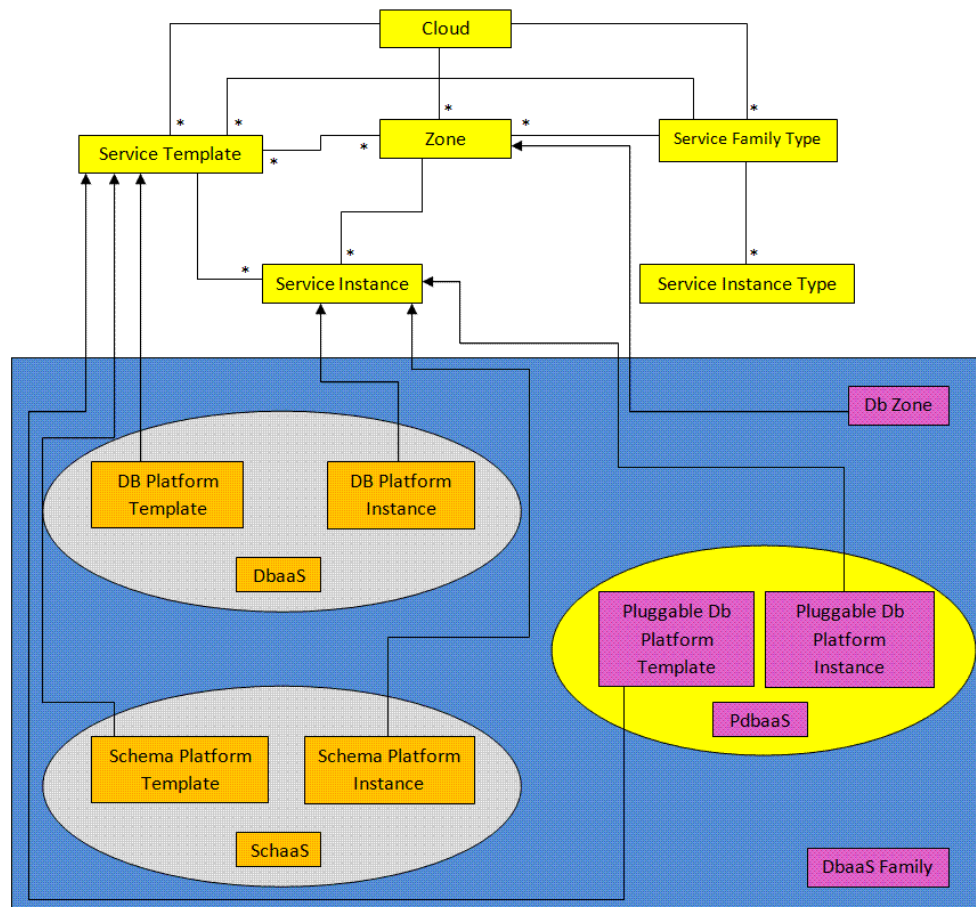 Cloud
*
*
*
*
*
Service Template
*
*
Zone
*
Service Family Type
*
*
*
Service Instance
Service Instance Type
Db Zone
DB Platform
Template
DB Platform
Instance
DbaaS
Pluggable Db
Platform
Template
Pluggable Db
Platform
Instance
PdbaaS
Schema Platform
Template
Schema Platform
Instance
SchaaS
DbaaS Family